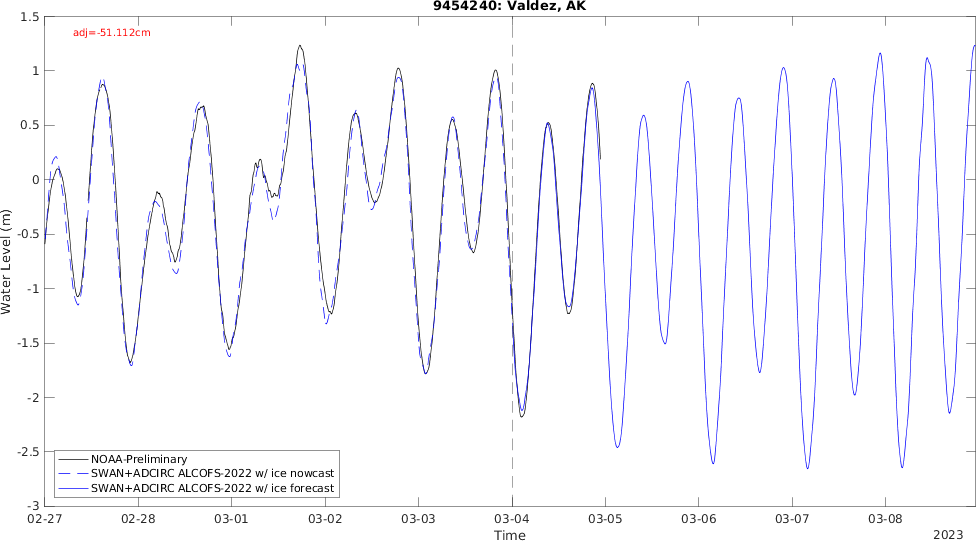 9454240: Valdez, AK
adj=-51.112cm
1.5
1
0.5
0
-0.5
-1
-1.5
-2
-2.5
-3
Water Level (m)
NOAA-Preliminary
SWAN+ADCIRC ALCOFS-2022 w/ ice nowcast
SWAN+ADCIRC ALCOFS-2022 w/ ice forecast
02-27 02-28 03-01 03-02 03-03 03-04 03-05 03-06 03-07 03-08
Time
2023